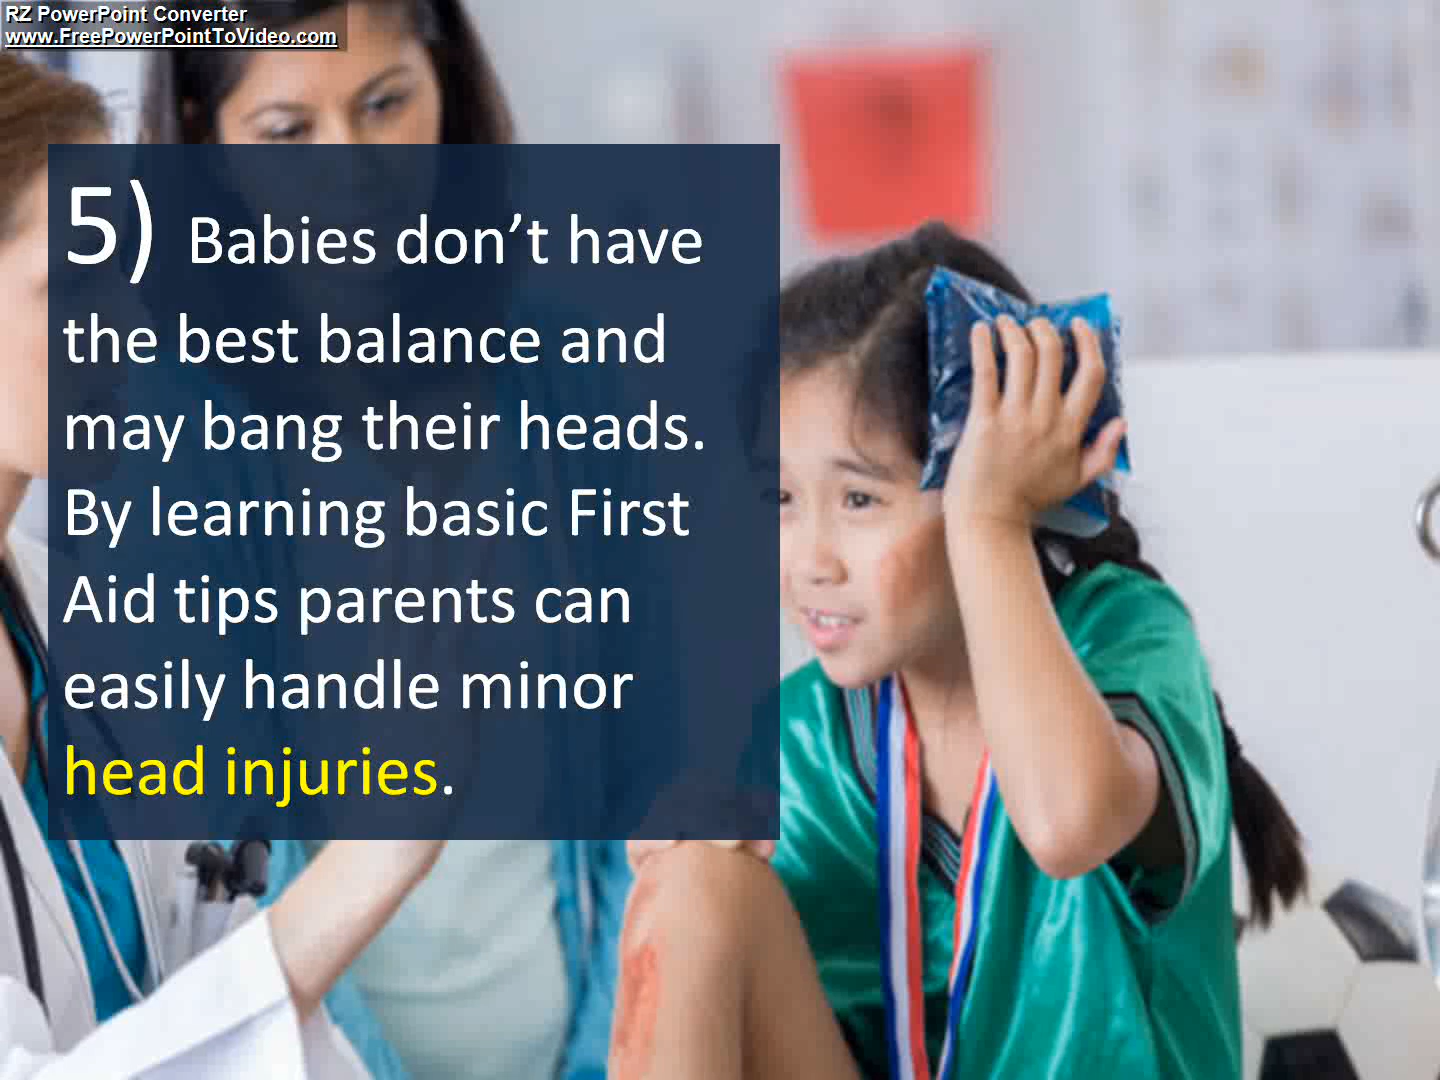 RZ PowerPoint Converter
www.FreePowerPointToVideo.com
5) Babies don’t have
the best balance and
may bang their heads.
By learning basic First
Aid tips parents can
easily handle minor
head injuries.